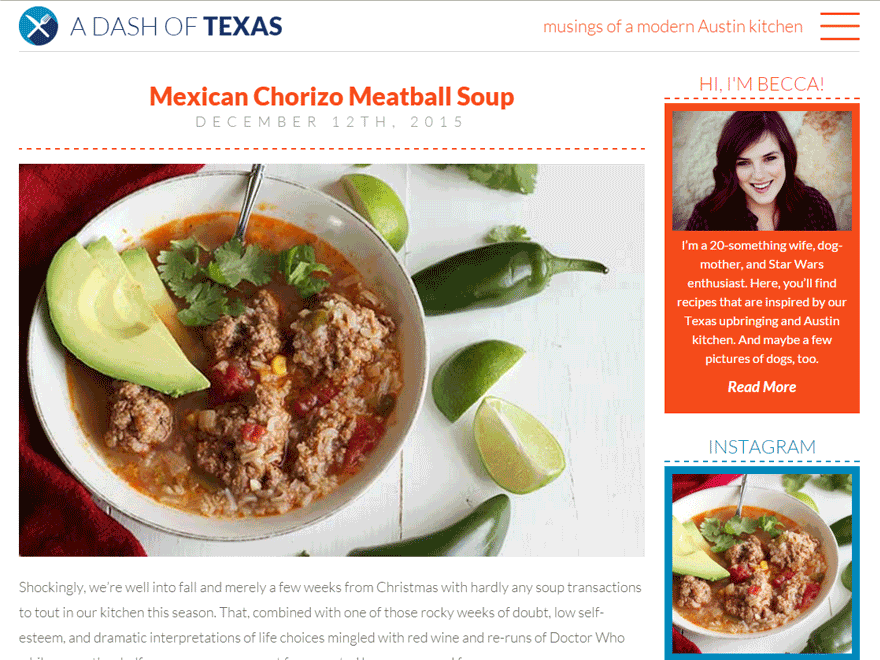 A DASH OF TEXAS
musings of a modern Austin kitchen
Mexican Chorizo Meatball Soup
DECEMBER 12TH, 2015
Shockingly, we're well into fall and merely a few weeks from Christmas with hardly any soup transactions
to tout in our kitchen this season. That, combined with one of those rocky weeks of doubt, low self-
esteem, and dramatic interpretations of life choices mingled with red wine and re-runs of Doctor Who
HI, I'M BECCA!
I'm a 20-something wife, dog-
mother, and Star Wars
enthusiast. Here, you'll find
recipes that are inspired by our
Texas upbringing and Austin
kitchen. And maybe a few
pictures of dogs, too.
Read More
INSTAGRAM